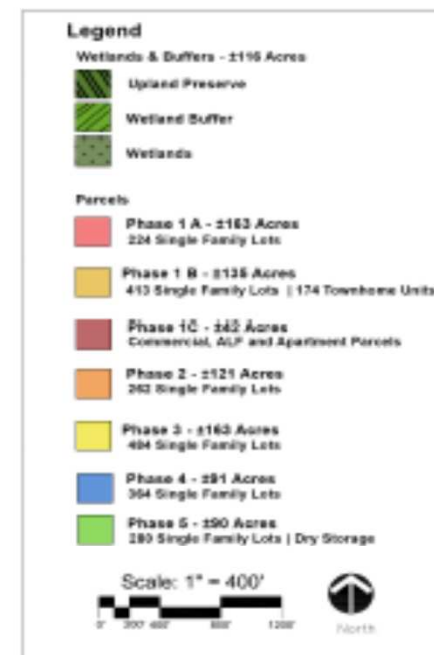 Legend
Wetlands & Buffers - ±116 Acres
Upland Preserve
Wetland Buffer
Wetlands
Parcels
Phase 1 A - ±163 Acres
224 Single Family Lots
Phase 1 B - ±135 Acres
413 Single Family Lots | 174 Townhome Units
Phase 1C - ±42 Acres
Commercial, ALF and Apartment Parcels
Phase 2 - ±121 Acres
262 Single Family Lots
Phase 3 - ±163 Acres
484 Single Family Lots
Phase 4 - ±91 Acres
364 Single Family Lots
Phase 5 - ±90 Acres
280 Single Family Lots | Dry Storage
Scale: 1" = 400'
0' 200' 400' 800' 1200'
North